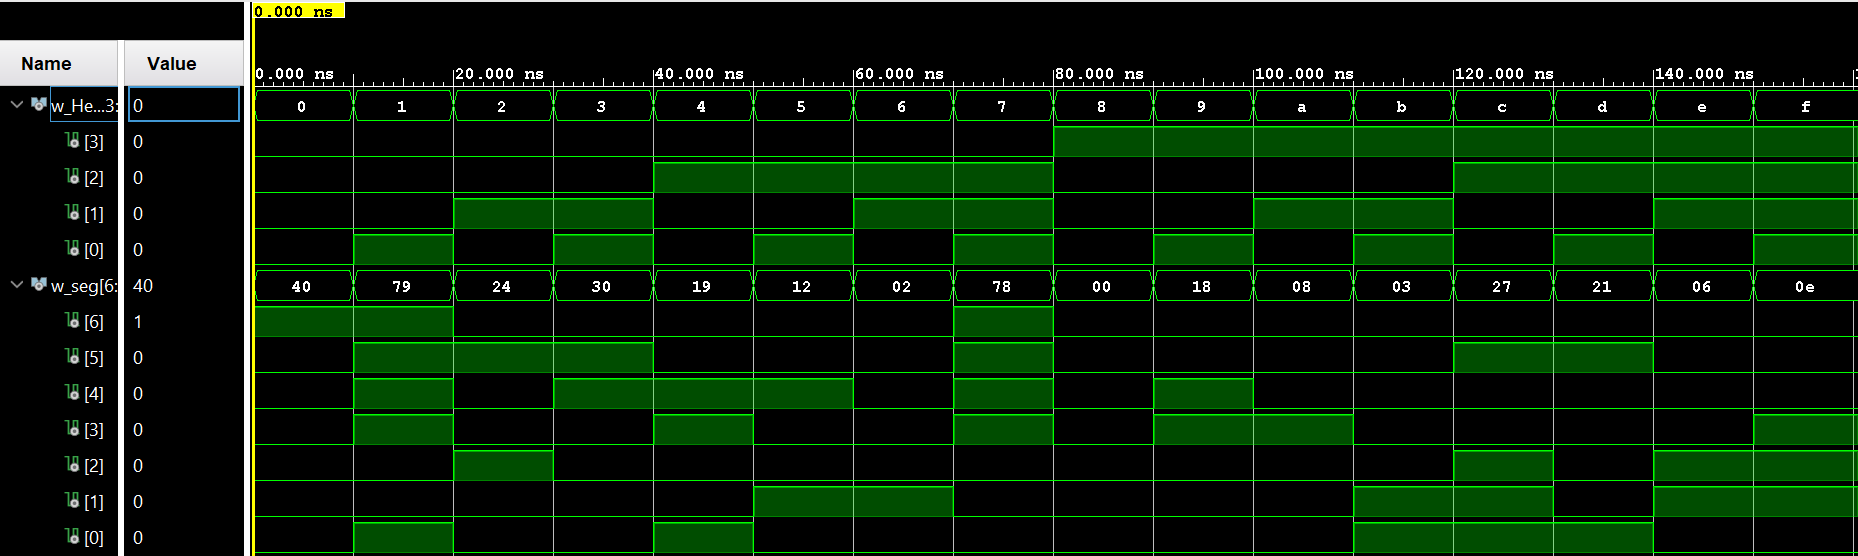 0.000 ns
Name Value
0.000 ns 20.000 ns 40.000 ns 60.000 ns 80.000 ns 100.000 ns 120.000 ns 140.000 ns
w_He...3: 0 0 1 2 3 4 5 6 7 8 9 a b c d e f
[3] 0
[2] 0
[1] 0
[0] 0
w_seg[6: 40 40 79 24 30 19 12 02 78 00 18 08 03 27 21 06 0e
[6] 1
[5] 0
[4] 0
[3] 0
[2] 0
[1] 0
[0] 0